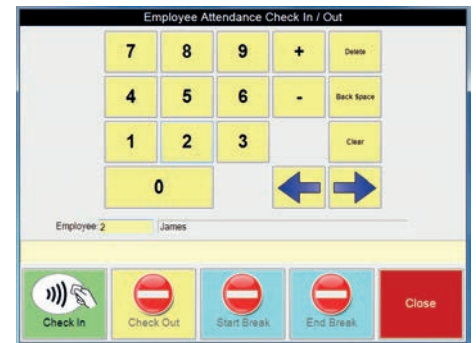 Employee Attendance Check In / Out
7 8 9 + Delete
4 5 6 - Back Space
1 2 3 Clear
0
Employee: 2 James
Check In Check Out Start Break End Break Close